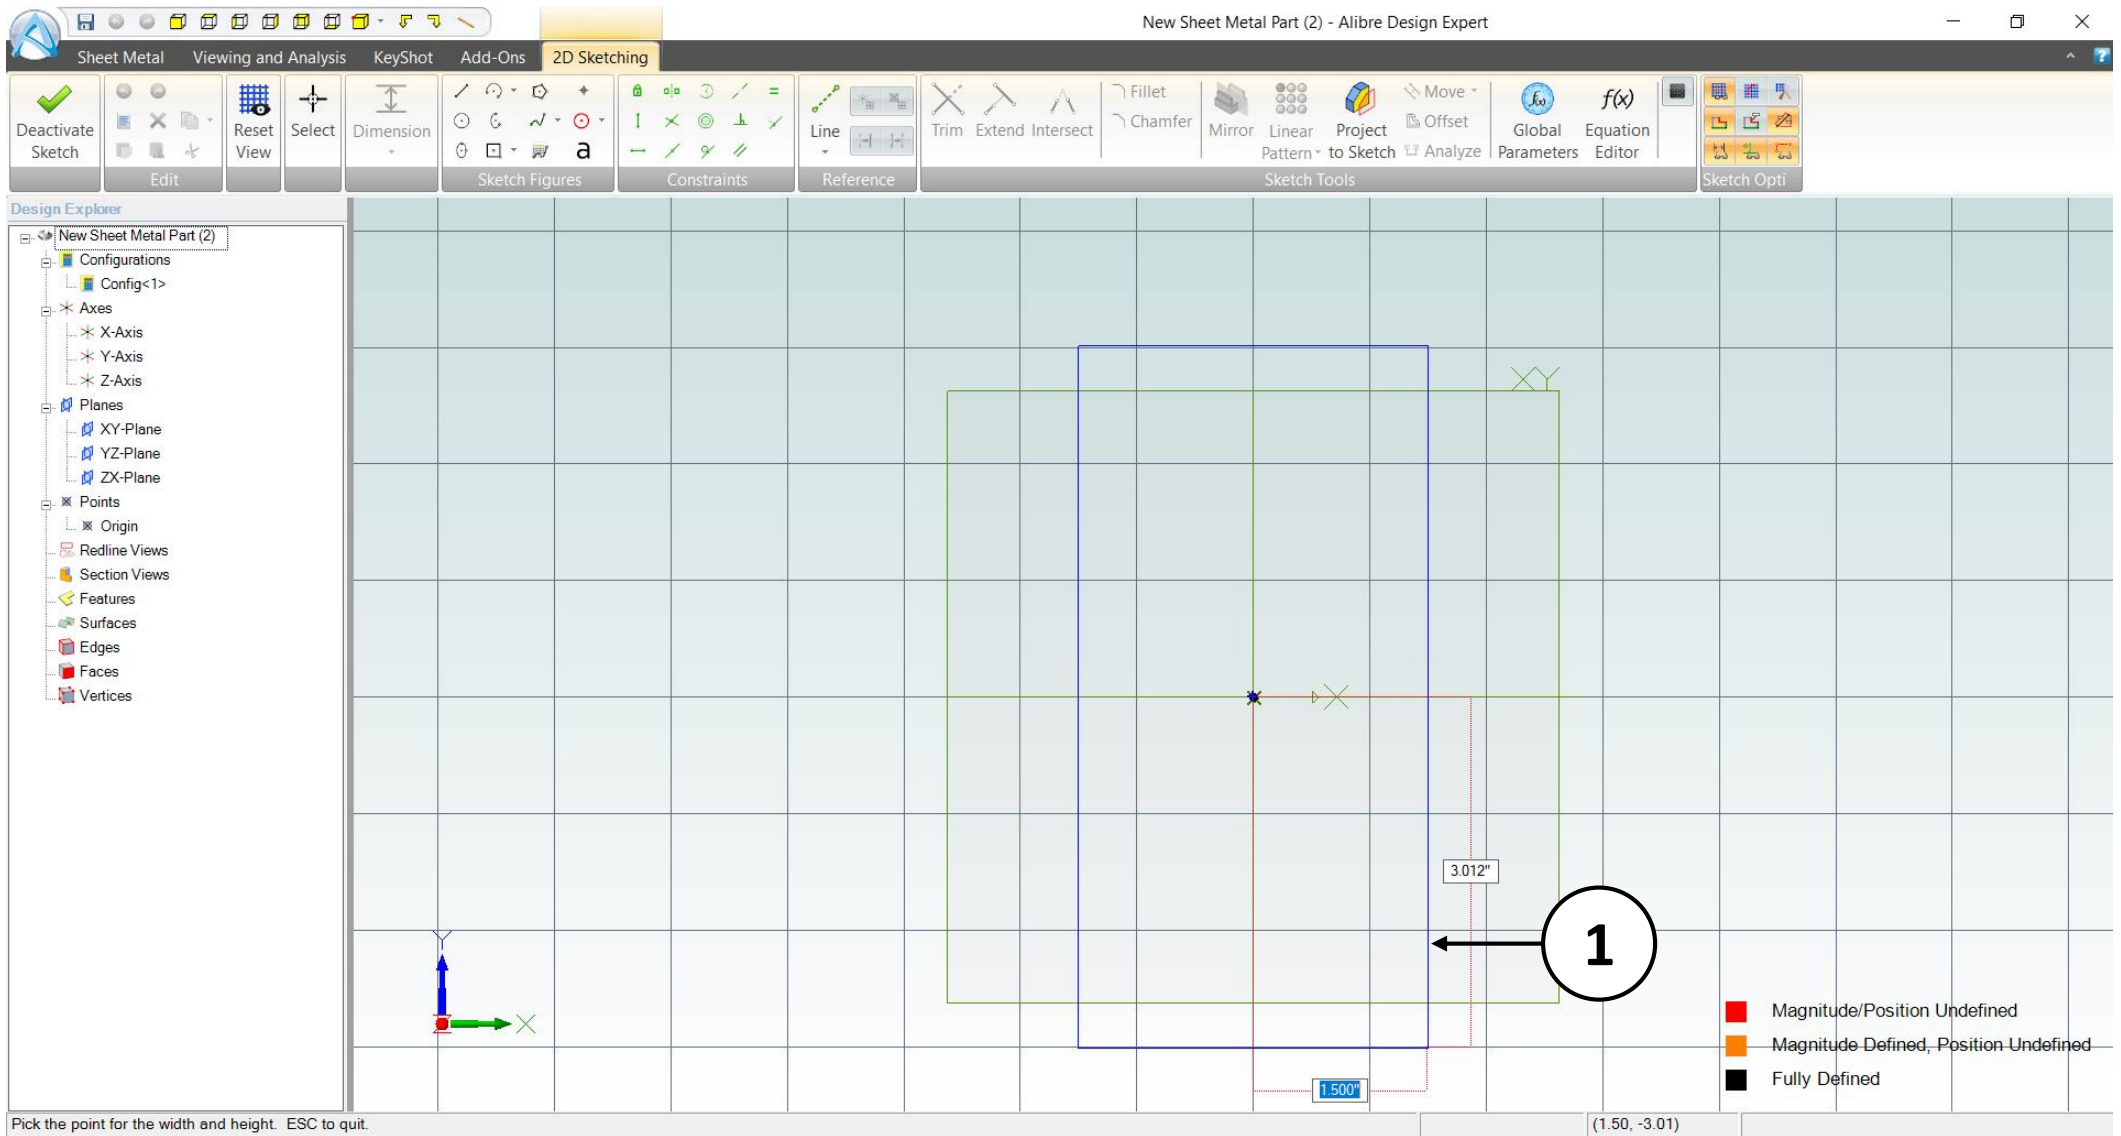 New Sheet Metal Part (2) - Alibre Design Expert
Sheet Metal Viewing and Analysis KeyShot Add-Ons 2D Sketching
Deactivate Sketch
Edit
Reset View
Select
Dimension
a
Sketch Figures
Constraints
Line
Reference
Trim Extend Intersect
Fillet
Chamfer
Mirror
Linear Pattern
Project to Sketch
Move
Offset
Analyze
Sketch Tools
f(x)
Global Parameters
f(x)
Equation Editor
Sketch Opti
Design Explorer
New Sheet Metal Part (2)
Configurations
Config<1>
Axes
X-Axis
Y-Axis
Z-Axis
Planes
XY-Plane
YZ-Plane
ZX-Plane
Points
Origin
Redline Views
Section Views
Features
Surfaces
Edges
Faces
Vertices
XY
X
3.012"
1
1.500"
Y
X
Z
Magnitude/Position Undefined
Magnitude Defined, Position Undefined
Fully Defined
Pick the point for the width and height. ESC to quit.
(1.50, -3.01)